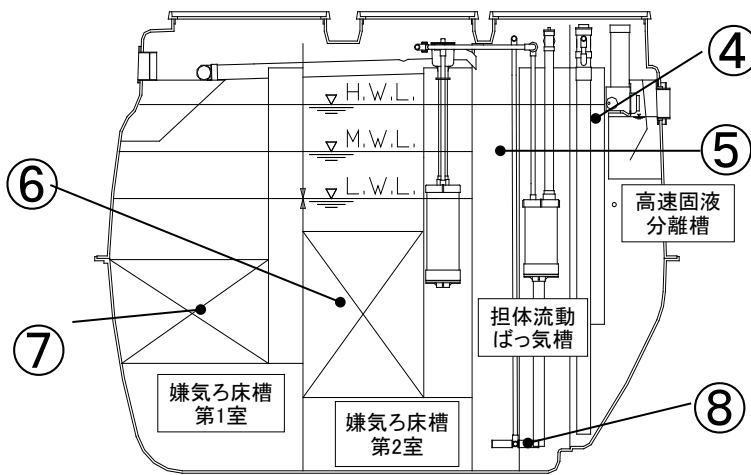 ④
H.W.L.
M.W.L.
⑤
⑥
L.W.L.
高速固液
分離槽
⑦
担体流動
ばっ気槽
嫌気ろ床槽
第1室
嫌気ろ床槽
第2室
⑧